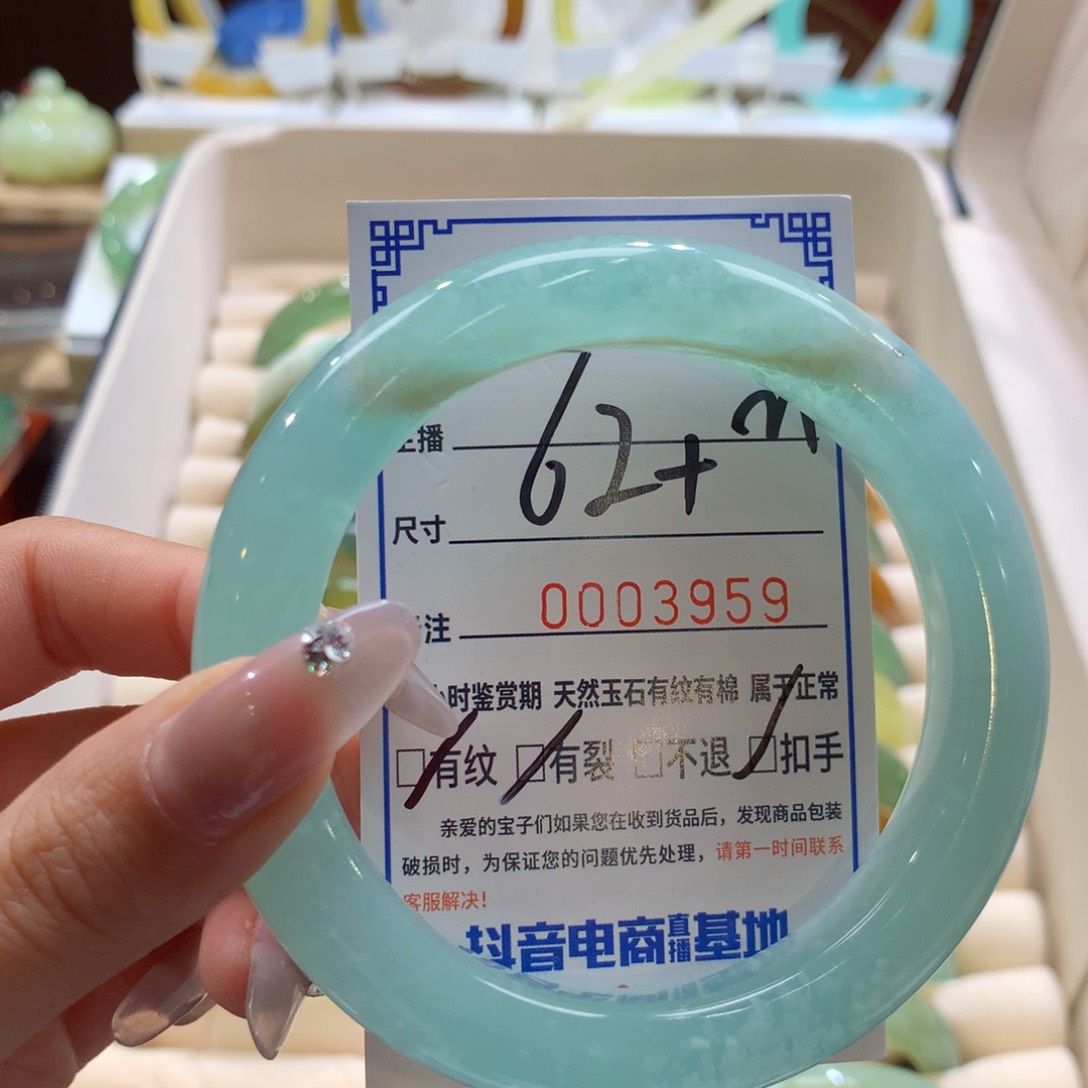 主播
62+
尺寸
注 0003959
小时鉴赏期 天然玉石有纹有棉 属于正常
□有纹 □有裂 □不退 □扣手
亲爱的宝子们如果您在收到货品后，发现商品包装
破损时，为保证您的问题优先处理，请第一时间联系
客服解决！
抖音电商直播基地